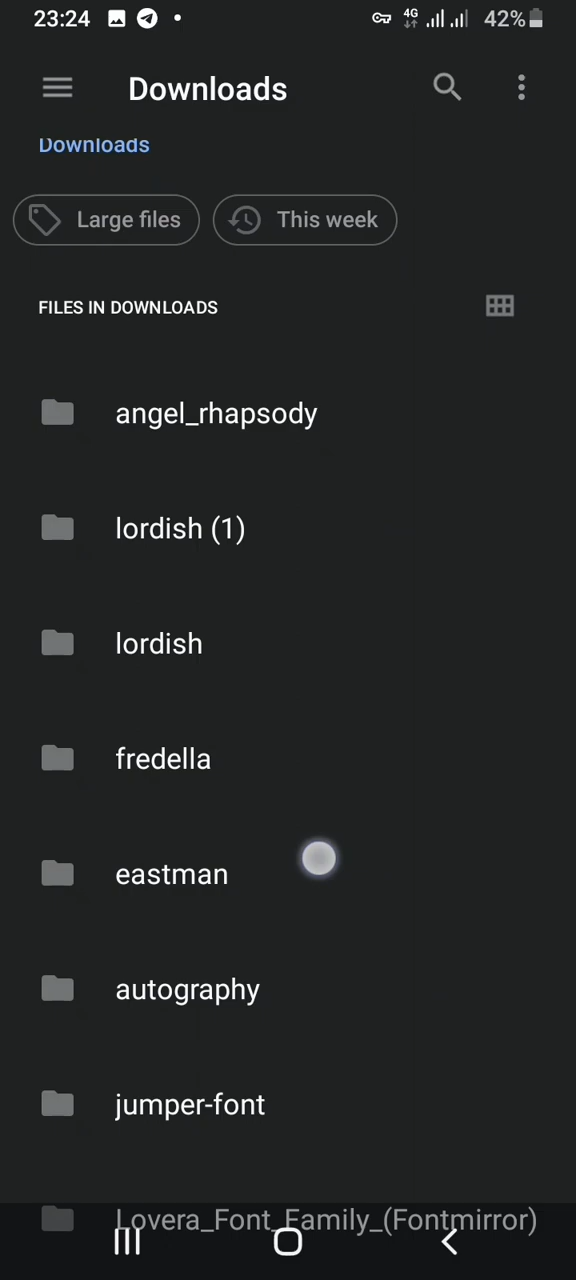 23:24 4G 42%
Downloads
Downloads
Large files This week
FILES IN DOWNLOADS
angel_rhapsody
lordish (1)
lordish
fredella
eastman
autography
jumper-font
Lovera_Font_Family_(Fontmirror)